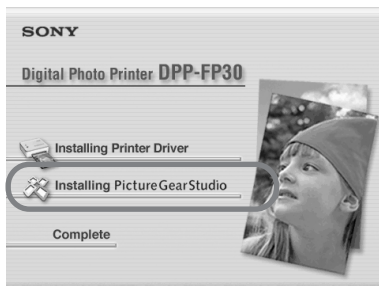 SONY
Digital Photo Printer DPP-FP30
Installing Printer Driver
Installing PictureGearStudio
Complete